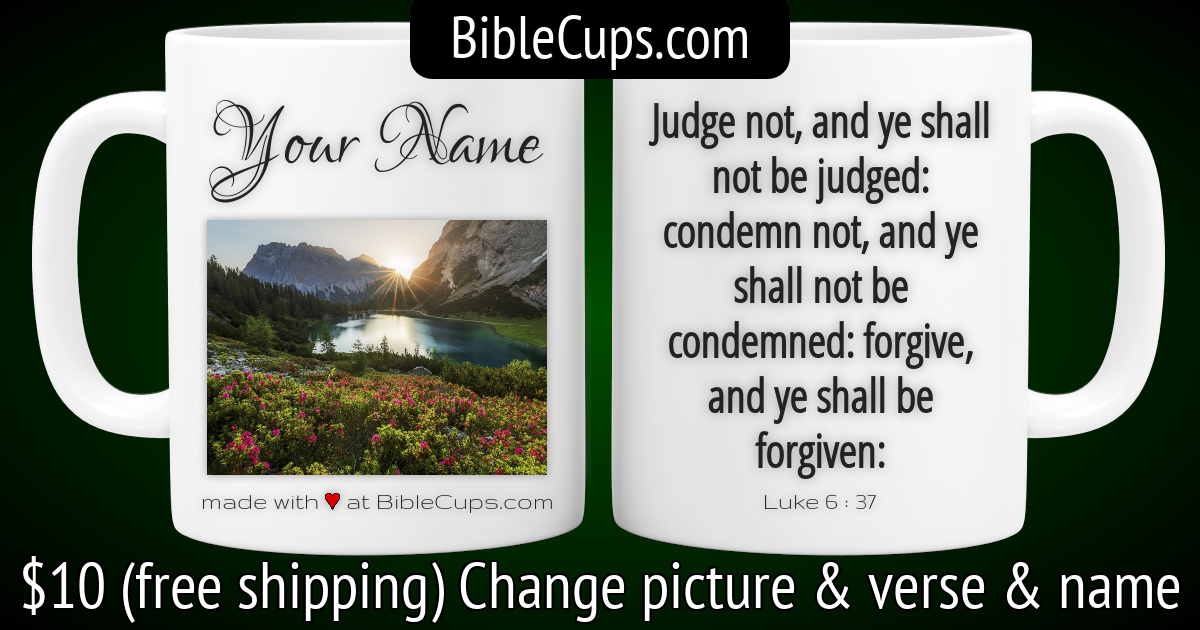 BibleCups.com
Your Name
made with ♥ at BibleCups.com
Judge not, and ye shall
not be judged:
condemn not, and ye
shall not be
condemned: forgive,
and ye shall be
forgiven:
Luke 6 : 37
$10 (free shipping) Change picture & verse & name